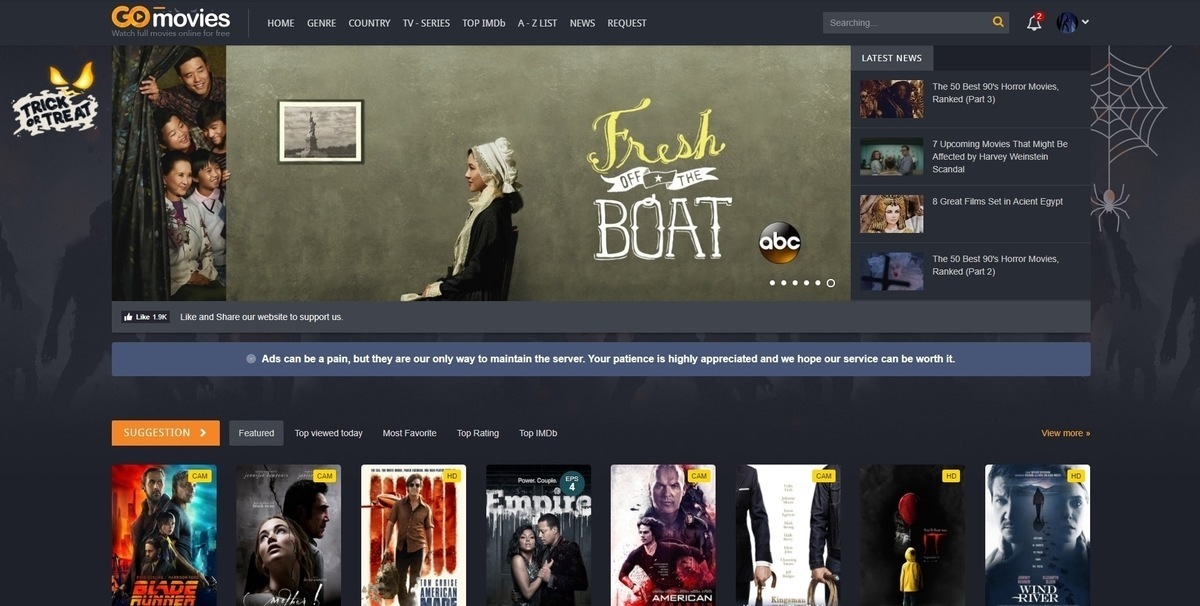 GOmovies
Watch full movies online for free
HOME GENRE COUNTRY TV - SERIES TOP IMDb A - Z LIST NEWS REQUEST
Searching...
2
TRICK
OR TREAT
Fresh
OFF THE
BOAT
abc
LATEST NEWS
The 50 Best 90's Horror Movies,
Ranked (Part 3)
7 Upcoming Movies That Might Be
Affected by Harvey Weinstein
Scandal
8 Great Films Set in Acient Egypt
The 50 Best 90's Horror Movies,
Ranked (Part 2)
Like 1.9K Like and Share our website to support us.
Ads can be a pain, but they are our only way to maintain the server. Your patience is highly appreciated and we hope our service can be worth it.
SUGGESTION Featured Top viewed today Most Favorite Top Rating Top IMDb View more »
CAM
BLADE
RUNNER
CAM
mother!
HD
TOM CRUISE
AMERICAN
MADE
EPS
4
Power. Couple.
Empire
CAM
AMERICAN
CAM
Kingsman
HD
IT
HD
WIND
RIVER